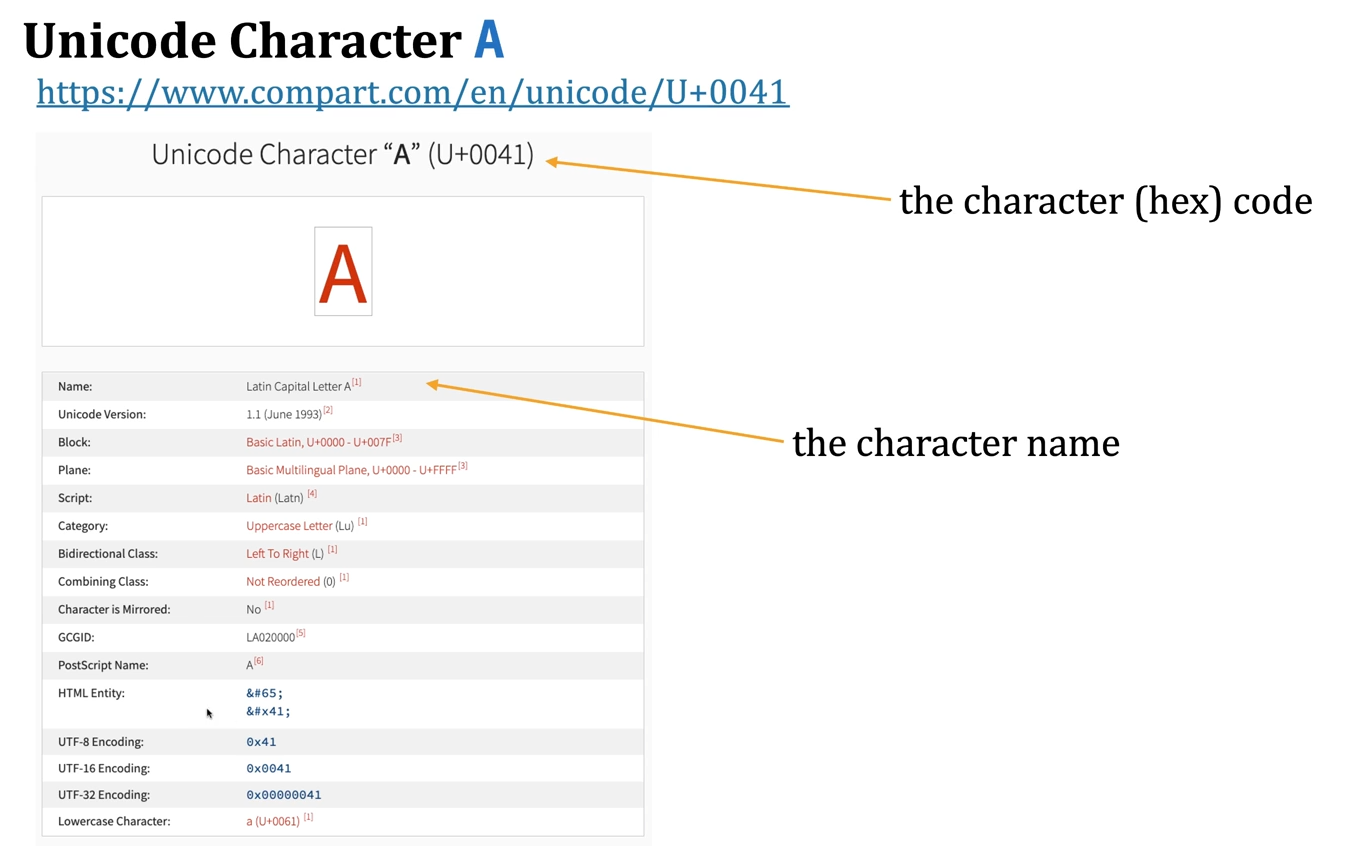 Unicode Character A
https://www.compart.com/en/unicode/U+0041
Unicode Character “A” (U+0041)
the character (hex) code
A
Name: Latin Capital Letter A[1]
the character name
Unicode Version: 1.1 (June 1993)[2]
Block: Basic Latin, U+0000 - U+007F[3]
Plane: Basic Multilingual Plane, U+0000 - U+FFFF[3]
Script: Latin (Latn) [4]
Category: Uppercase Letter (Lu) [1]
Bidirectional Class: Left To Right (L) [1]
Combining Class: Not Reordered (0) [1]
Character is Mirrored: No [1]
GCGID: LA020000[5]
PostScript Name: A[6]
HTML Entity: &#65;
&#x41;
UTF-8 Encoding: 0x41
UTF-16 Encoding: 0x0041
UTF-32 Encoding: 0x00000041
Lowercase Character: a (U+0061) [1]